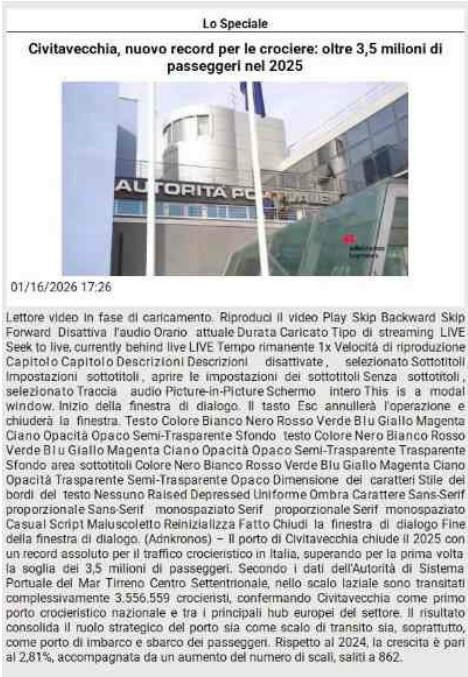 Lo Speciale
Civitavecchia, nuovo record per le crociere: oltre 3,5 milioni di
passeggeri nel 2025
AUTORITÀ PORTUALE
adnkronos
01/16/2026 17:26
Lettore video in fase di caricamento. Riproduci il video Play Skip Backward Skip
Forward Disattiva l'audio Orario attuale Durata Caricato Tipo di streaming LIVE
Seek to live, currently behind live LIVE Tempo rimanente 1x Velocità di riproduzione
Capitolo Capitolo Descrizioni Descrizioni disattivate , selezionato Sottotitoli
Impostazioni sottotitoli , aprire le impostazioni dei sottotitoli Senza sottotitoli ,
selezionato Traccia audio Picture-in-Picture Schermo intero This is a modal
window. Inizio della finestra di dialogo. Il tasto Esc annullerà l'operazione e
chiuderà la finestra. Testo Colore Bianco Nero Rosso Verde Blu Giallo Magenta
Ciano Opacità Opaco Semi-Trasparente Sfondo testo Colore Nero Bianco Rosso
Verde Blu Giallo Magenta Ciano Opacità Opaco Semi-Trasparente Trasparente
Sfondo area sottotitoli Colore Nero Bianco Rosso Verde Blu Giallo Magenta Ciano
Opacità Trasparente Semi-Trasparente Opaco Dimensione dei caratteri Stile dei
bordi del testo Nessuno Raised Depressed Uniforme Ombra Carattere Sans-Serif
proporzionale Sans-Serif monospaziato Serif proporzionale Serif monospaziato
Casual Script Maiuscoletto Reinizializza Fatto Chiudi la finestra di dialogo Fine
della finestra di dialogo. (Adnkronos) – Il porto di Civitavecchia chiude il 2025 con
un record assoluto per il traffico crocieristico in Italia, superando per la prima volta
la soglia dei 3,5 milioni di passeggeri. Secondo i dati dell'Autorità di Sistema
Portuale del Mar Tirreno Centro Settentrionale, nello scalo laziale sono transitati
complessivamente 3.556.559 crocieristi, confermando Civitavecchia come primo
porto crocieristico nazionale e tra i principali hub europei del settore. Il risultato
consolida il ruolo strategico del porto sia come scalo di transito sia, soprattutto,
come porto di imbarco e sbarco dei passeggeri. Rispetto al 2024, la crescita è pari
al 2,81%, accompagnata da un aumento del numero di scali, saliti a 862.